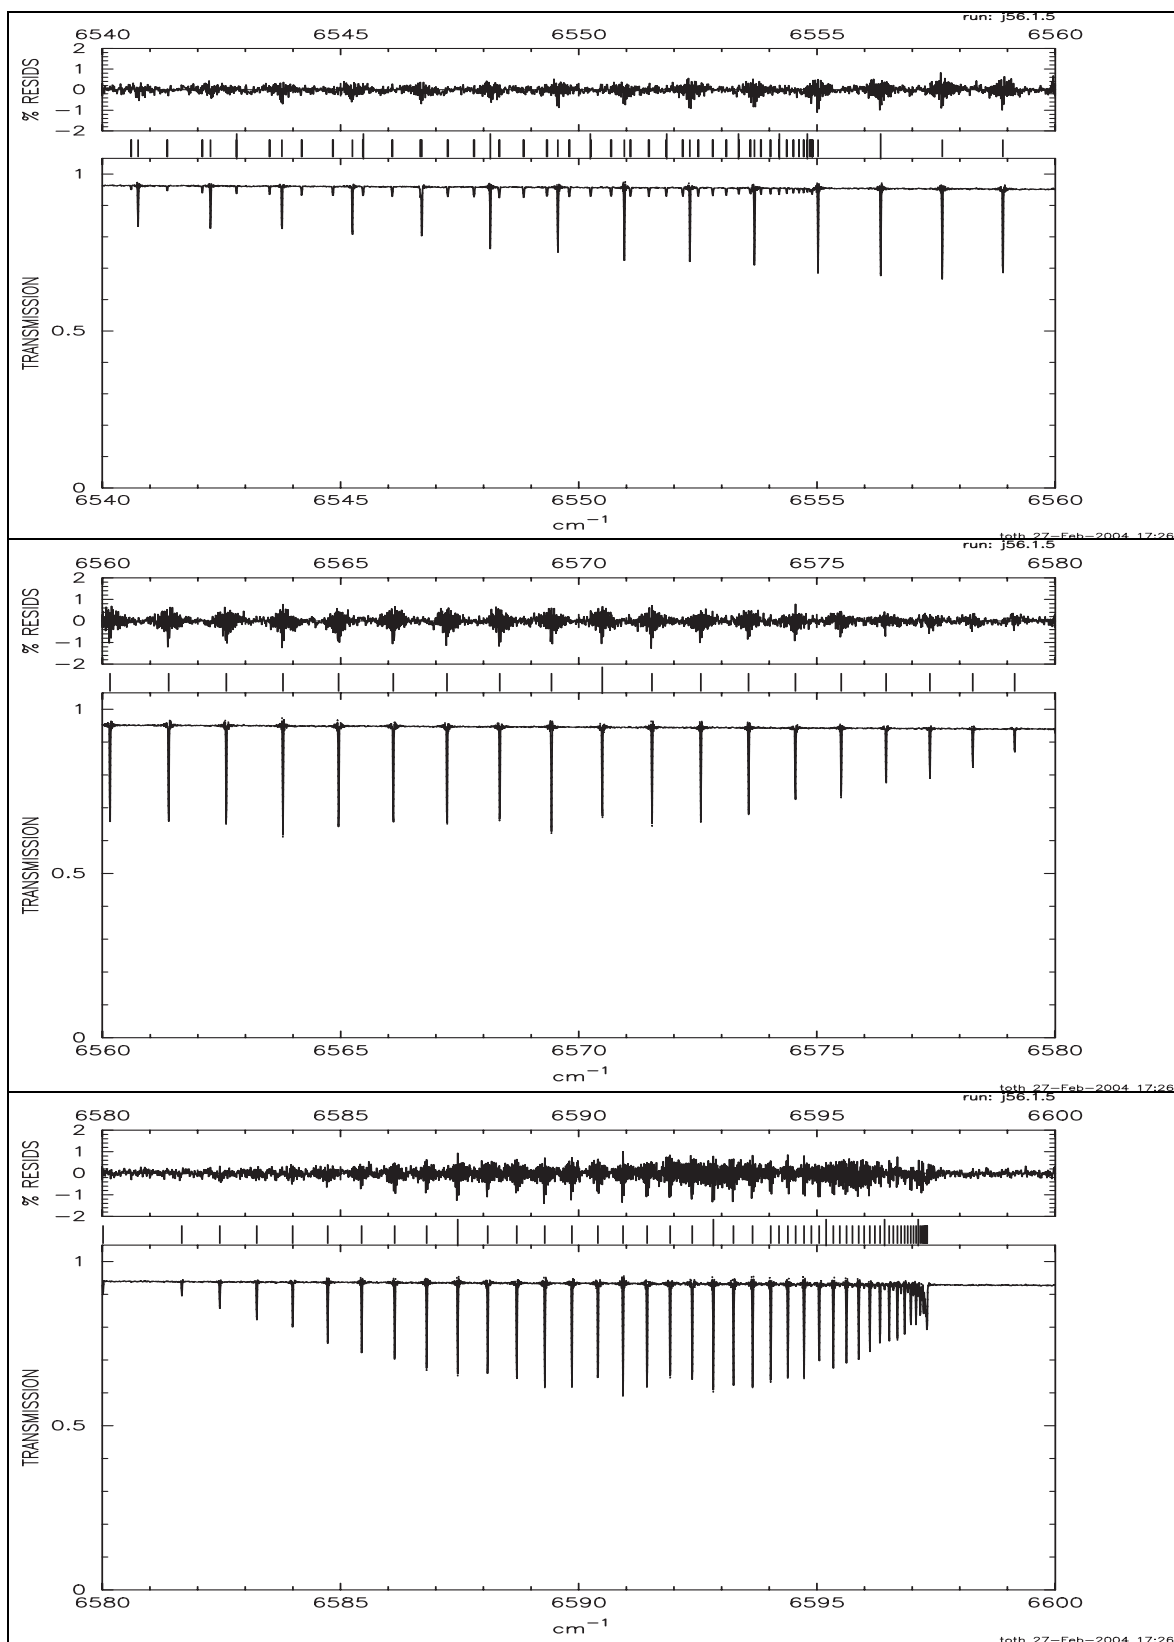 run: j56.1.5
6540 6545 6550 6555 6560
2
1
0
−1
−2
% RESIDS
1
0.5
0
TRANSMISSION
6540 6545 6550 6555 6560
cm−1
toth 27−Feb−2004 17:26
run: j56.1.5
6560 6565 6570 6575 6580
2
1
0
−1
−2
% RESIDS
1
0.5
0
TRANSMISSION
6560 6565 6570 6575 6580
cm−1
toth 27−Feb−2004 17:26
run: j56.1.5
6580 6585 6590 6595 6600
2
1
0
−1
−2
% RESIDS
1
0.5
0
TRANSMISSION
6580 6585 6590 6595 6600
cm−1
toth 27−Feb−2004 17:26